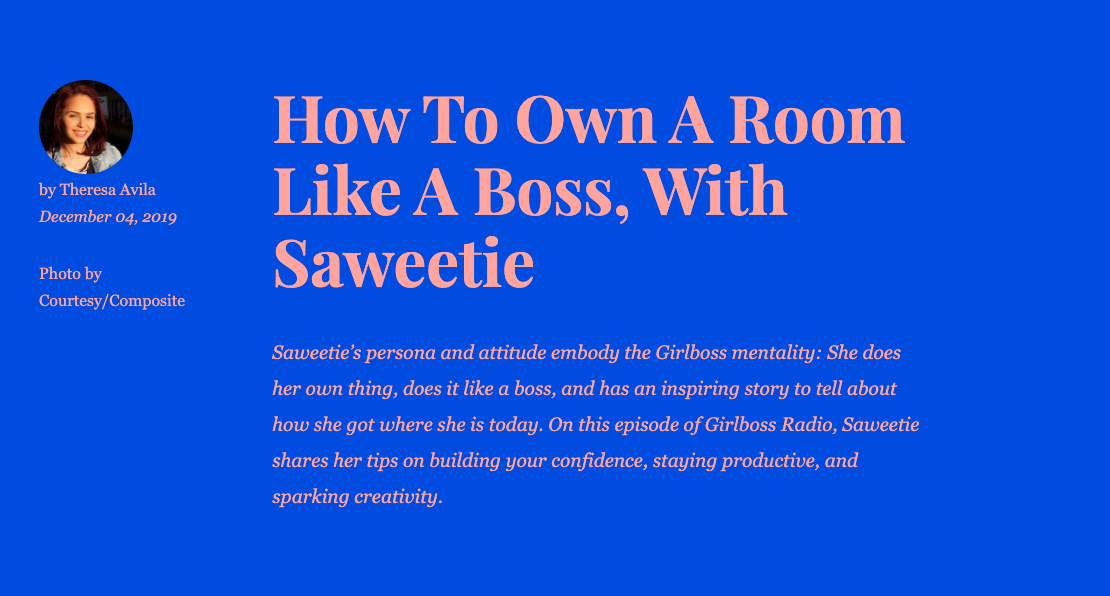 by Theresa Avila
December 04, 2019
Photo by
Courtesy/Composite
How To Own A Room
Like A Boss, With
Saweetie
Saweetie’s persona and attitude embody the Girlboss mentality: She does
her own thing, does it like a boss, and has an inspiring story to tell about
how she got where she is today. On this episode of Girlboss Radio, Saweetie
shares her tips on building your confidence, staying productive, and
sparking creativity.